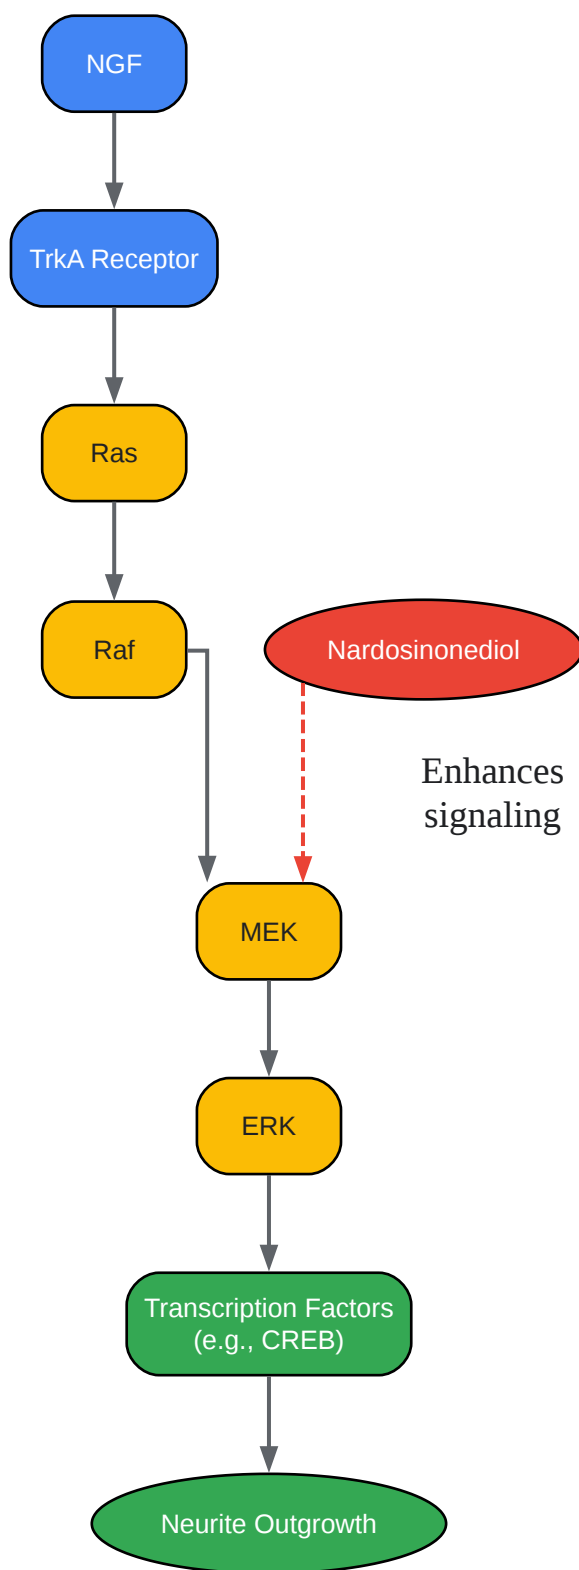 NGF
TrkA Receptor
Ras
Raf
Nardosinonediol
Enhances
signaling
MEK
ERK
Transcription Factors
(e.g., CREB)
Neurite Outgrowth